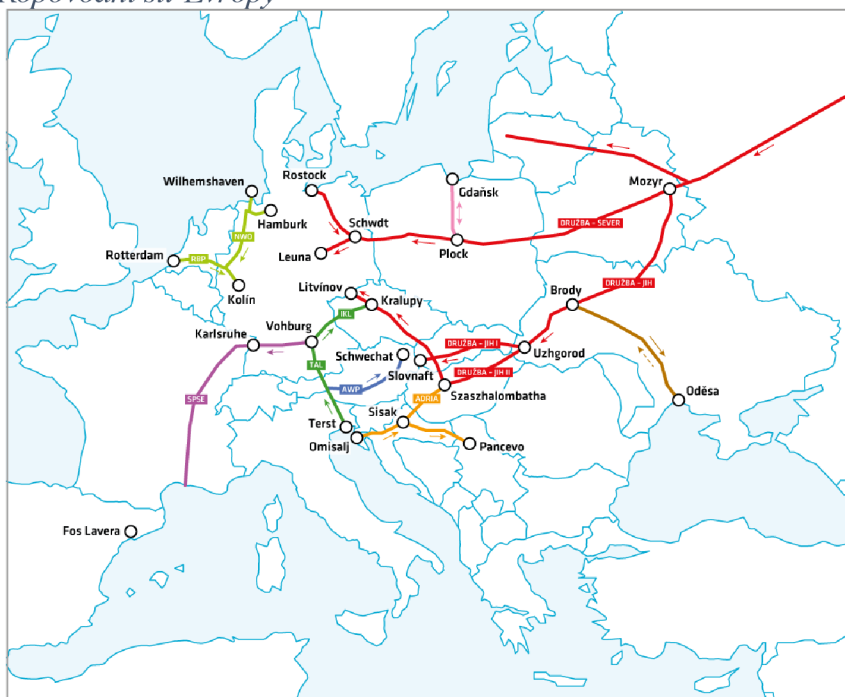 Ropovodní síť Evropy
Wilhemshaven
Rostock
Gdaňsk
Mozyr
Hamburk
NWO
Schwdt
DRUŽBA - SEVER
Rotterdam
RRP
Leuna
Plock
Kolín
Litvínov
Kralupy
Brody
DRUŽBA - JIH
IKL
Karlsruhe
Vohburg
DRUŽBA - JIH I
Schwechat
Uzhgorod
TAL
Slovnaft
DRUŽBA - JIH II
AWP
Szaszhalombatha
Oděsa
SPSE
ADRIA
Sisak
Terst
Omisalj
Pancevo
Fos Lavera